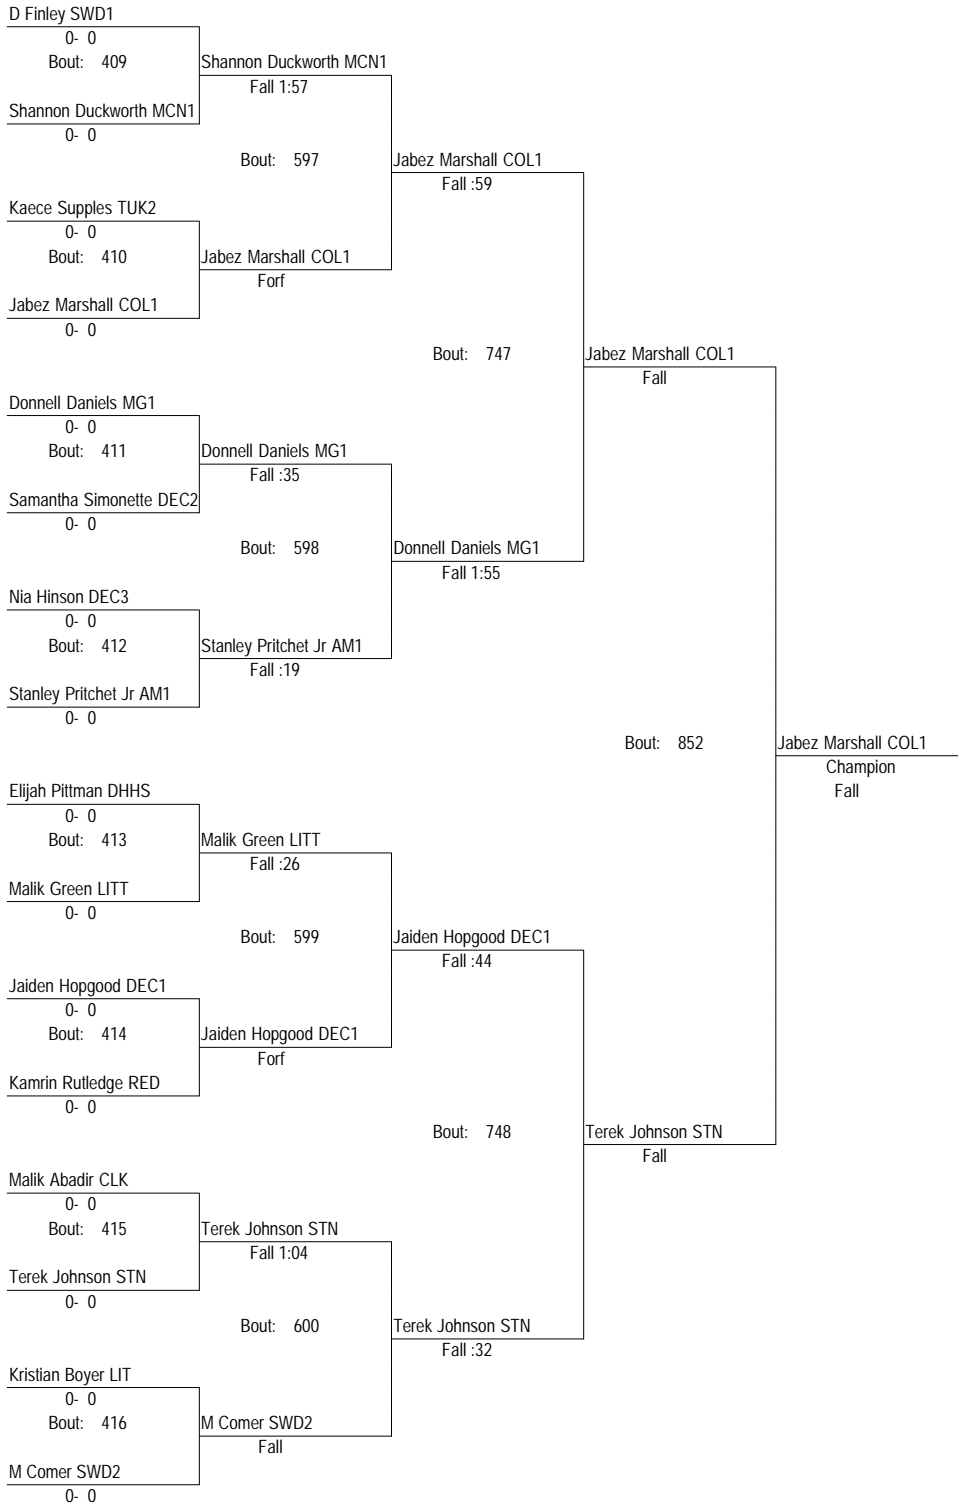 D Finley SWD1
0- 0
Bout: 409
Shannon Duckworth MCN1
Fall 1:57
Shannon Duckworth MCN1
0- 0
Bout: 597
Jabez Marshall COL1
Fall :59
Kaece Supples TUK2
0- 0
Bout: 410
Jabez Marshall COL1
Forf
Jabez Marshall COL1
0- 0
Bout: 747
Jabez Marshall COL1
Fall
Donnell Daniels MG1
0- 0
Bout: 411
Donnell Daniels MG1
Fall :35
Samantha Simonette DEC2
0- 0
Bout: 598
Donnell Daniels MG1
Fall 1:55
Nia Hinson DEC3
0- 0
Bout: 412
Stanley Pritchet Jr AM1
Fall :19
Stanley Pritchet Jr AM1
0- 0
Bout: 852
Jabez Marshall COL1
Champion
Fall
Elijah Pittman DHHS
0- 0
Bout: 413
Malik Green LITT
Fall :26
Malik Green LITT
0- 0
Bout: 599
Jaiden Hopgood DEC1
Fall :44
Jaiden Hopgood DEC1
0- 0
Bout: 414
Jaiden Hopgood DEC1
Forf
Kamrin Rutledge RED
0- 0
Bout: 748
Terek Johnson STN
Fall
Malik Abadir CLK
0- 0
Bout: 415
Terek Johnson STN
Fall 1:04
Terek Johnson STN
0- 0
Bout: 600
Terek Johnson STN
Fall :32
Kristian Boyer LIT
0- 0
Bout: 416
M Comer SWD2
Fall
M Comer SWD2
0- 0